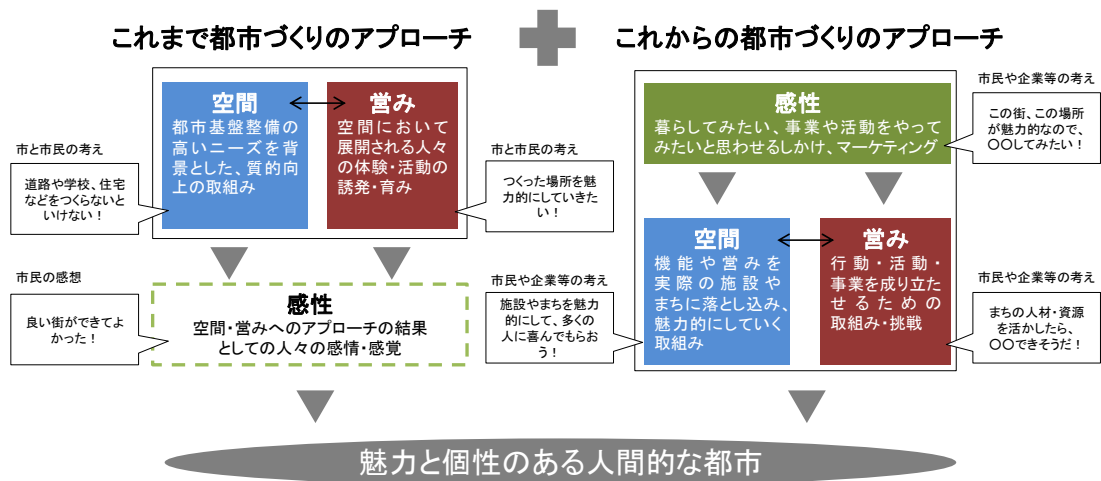 これまで都市づくりのアプローチ
空間
都市基盤整備の
高いニーズを背
景とした、質的向
上の取組み
営み
空間において
展開される人々
の体験・活動の
誘発・育み
市と市民の考え
道路や学校、住宅
などをつくらないと
いけない！
市と市民の考え
つくった場所を魅
力的にしていきた
い！
市民の感想
良い街ができてよ
かった！
感性
空間・営みへのアプローチの結果
としての人々の感情・感覚
これからの都市づくりのアプローチ
感性
暮らしてみたい、事業や活動をやって
みたいと思わせるしかけ、マーケティング
市民や企業等の考え
この街、この場所
が魅力的なので、
〇〇してみたい！
空間
機能や営みを
実際の施設や
まちに落とし込み、
魅力的にしていく
取組み
営み
行動・活動・
事業を成り立た
せるための
取組み・挑戦
市民や企業等の考え
施設やまちを魅力
的にして、多くの
人に喜んでもらお
う！
市民や企業等の考え
まちの人材・資源
を活かしたら、
〇〇できそうだ！
魅力と個性のある人間的な都市